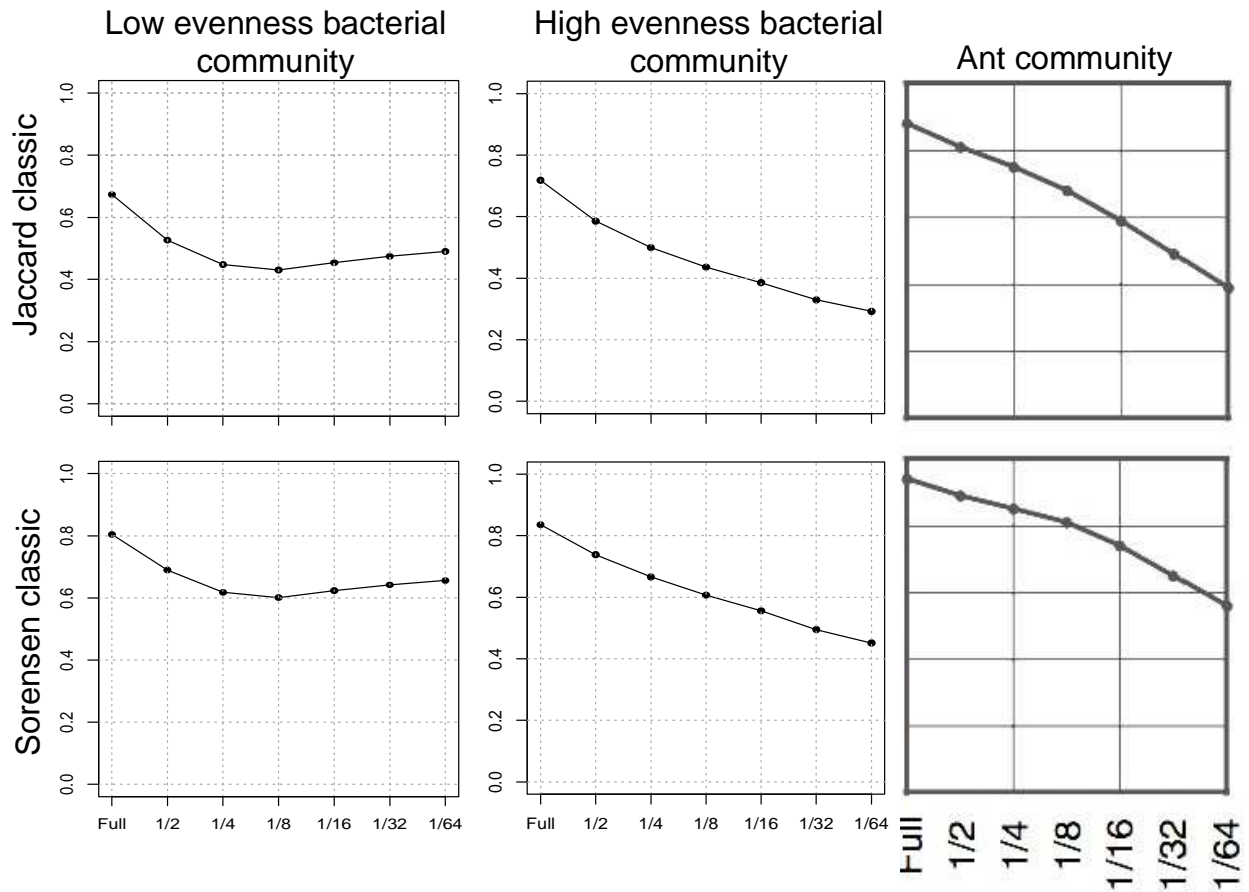 Low evenness bacterial
community
High evenness bacterial
community
Ant community
Jaccard classic
1.0
0.8
0.6
0.4
0.2
0.0
1.0
0.8
0.6
0.4
0.2
0.0
Sorensen classic
1.0
0.8
0.6
0.4
0.2
0.0
1.0
0.8
0.6
0.4
0.2
0.0
Full 1/2 1/4 1/8 1/16 1/32 1/64
Full 1/2 1/4 1/8 1/16 1/32 1/64
Full 1/2 1/4 1/8 1/16 1/32 1/64